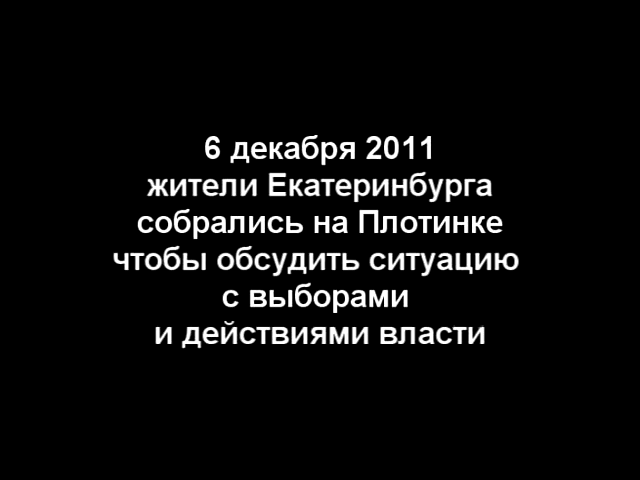 6 декабря 2011
жители Екатеринбурга
собрались на Плотинке
чтобы обсудить ситуацию
с выборами
и действиями власти